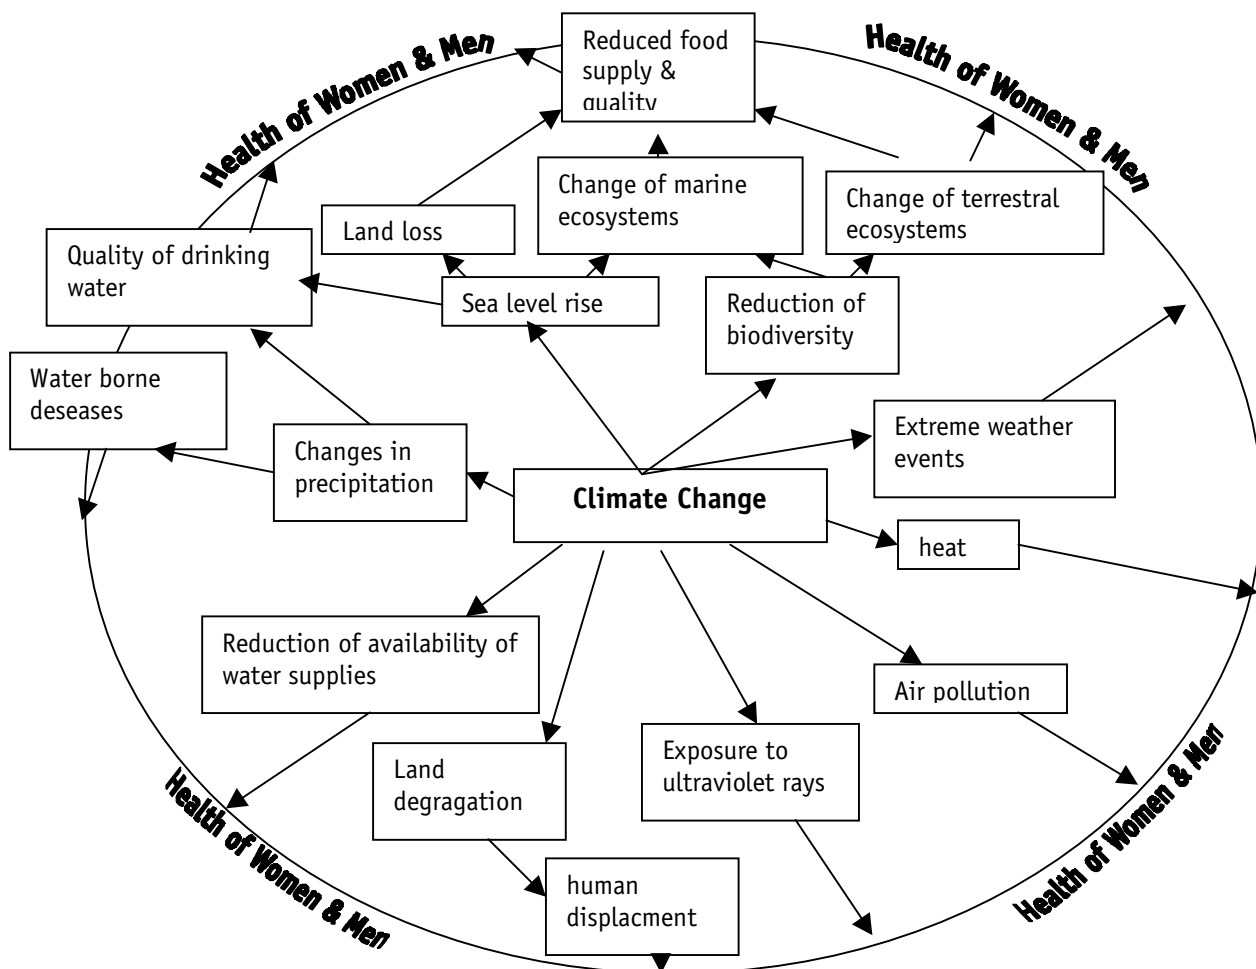 Health of Women & Men
Health of Women & Men
Reduced food
supply &
quality
Change of marine
ecosystems
Change of terrestral
ecosystems
Land loss
Quality of drinking
water
Sea level rise
Reduction of
biodiversity
Water borne
deseases
Changes in
precipitation
Extreme weather
events
Climate Change
heat
Reduction of availability of
water supplies
Air pollution
Land
degragation
Exposure to
ultraviolet rays
human
displacment
Health of Women & Men
Health of Women & Men